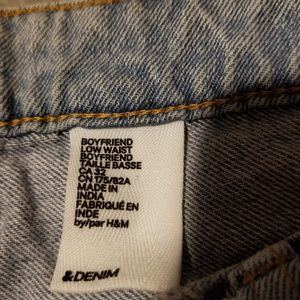 BOYFRIEND
LOW WAIST
BOYFRIEND
TAILLE BASSE
CA 32
CN 175/82A
MADE IN
INDIA
FABRIQUÉ EN
INDE
by/par H&M
&DENIM